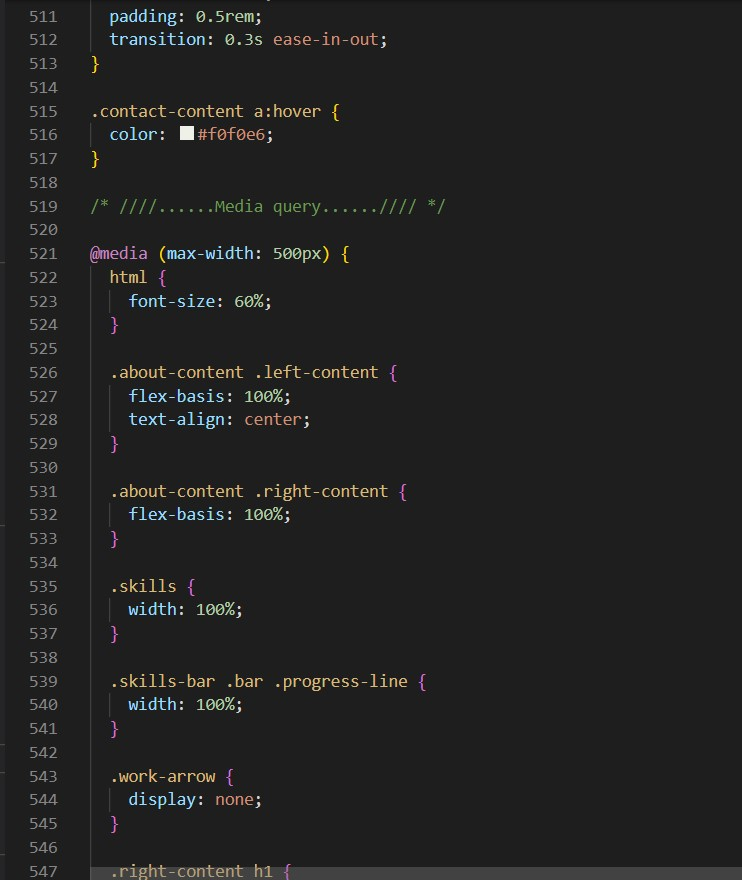 511 padding: 0.5rem;
512 transition: 0.3s ease-in-out;
513 }
514
515 .contact-content a:hover {
516 color: #f0f0e6;
517 }
518
519 /* ////......Media query......//// */
520
521 @media (max-width: 500px) {
522 html {
523 font-size: 60%;
524 }
525
526 .about-content .left-content {
527 flex-basis: 100%;
528 text-align: center;
529 }
530
531 .about-content .right-content {
532 flex-basis: 100%;
533 }
534
535 .skills {
536 width: 100%;
537 }
538
539 .skills-bar .bar .progress-line {
540 width: 100%;
541 }
542
543 .work-arrow {
544 display: none;
545 }
546
547 .right-content h1 {